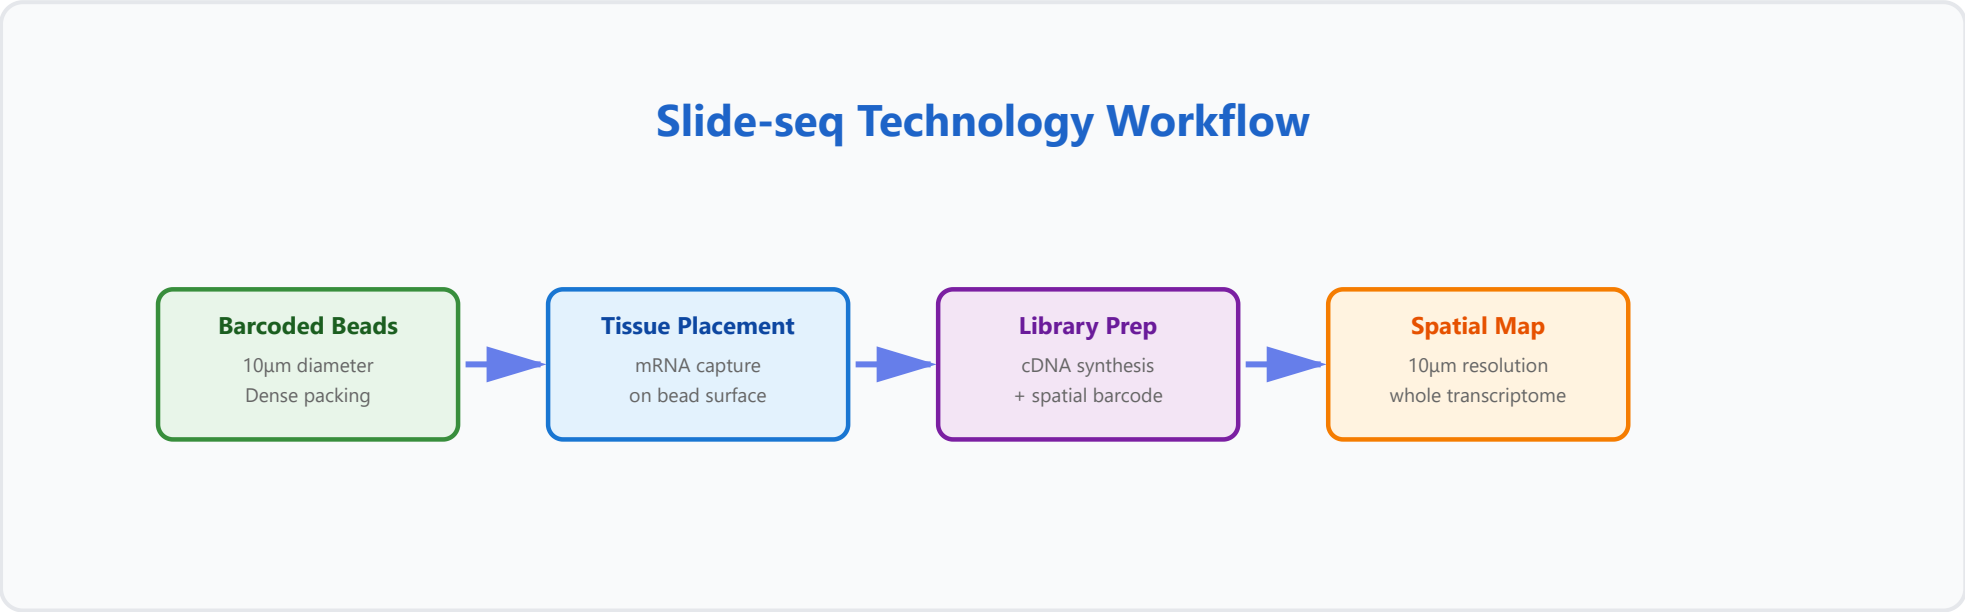 Slide-seq Technology Workflow
Barcoded Beads
10μm diameter
Dense packing
Tissue Placement
mRNA capture
on bead surface
Library Prep
cDNA synthesis
+ spatial barcode
Spatial Map
10μm resolution
whole transcriptome